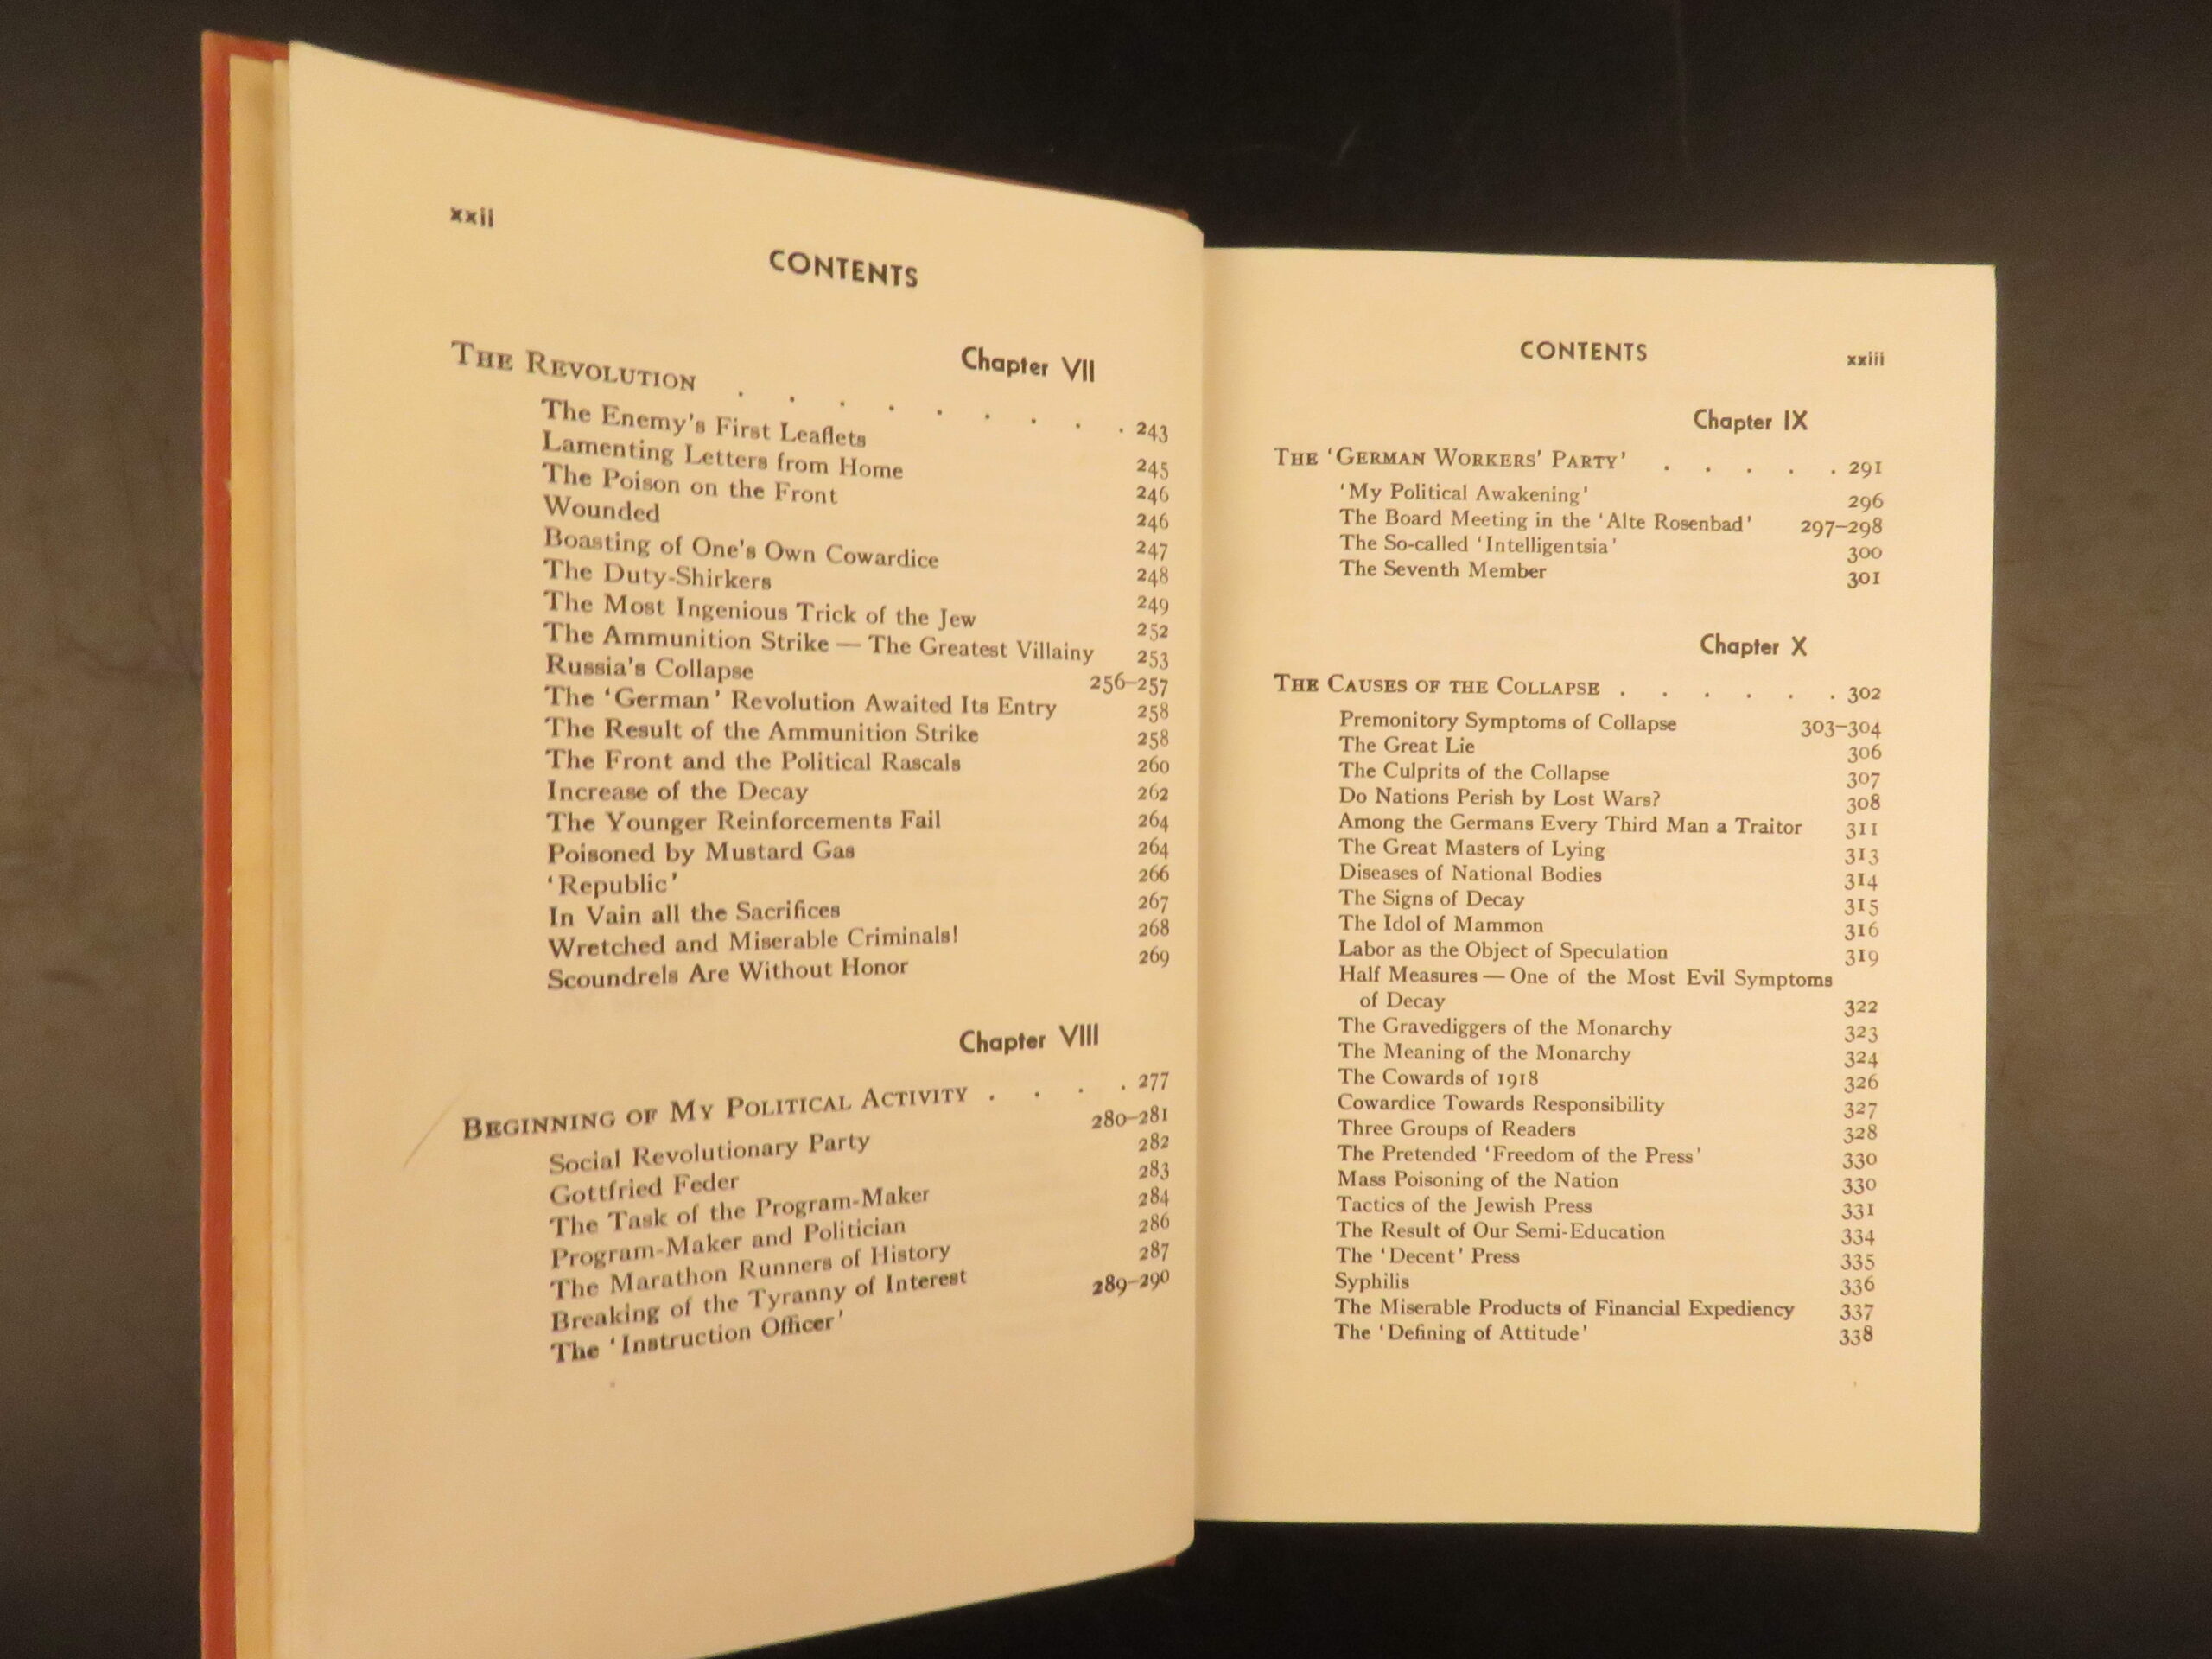 xxii
CONTENTS
Chapter VII
THE REVOLUTION . . . . . . . . . 243
The Enemy's First Leaflets 245
Lamenting Letters from Home 246
The Poison on the Front 246
Wounded 247
Boasting of One's Own Cowardice 248
The Duty-Shirkers 249
The Most Ingenious Trick of the Jew 252
The Ammunition Strike — The Greatest Villainy 253
Russia's Collapse 256–257
The 'German' Revolution Awaited Its Entry 258
The Result of the Ammunition Strike 258
The Front and the Political Rascals 260
Increase of the Decay 262
The Younger Reinforcements Fail 264
Poisoned by Mustard Gas 264
'Republic' 266
In Vain all the Sacrifices 267
Wretched and Miserable Criminals! 268
Scoundrels Are Without Honor 269
Chapter VIII
BEGINNING OF MY POLITICAL ACTIVITY . . . . 277
Social Revolutionary Party 280–281
Gottfried Feder 282
The Task of the Program-Maker 283
Program-Maker and Politician 284
The Marathon Runners of History 286
Breaking of the Tyranny of Interest 287
The 'Instruction Officer' 289–290
CONTENTS xxiii
Chapter IX
THE 'GERMAN WORKERS' PARTY' . . . . . 291
'My Political Awakening' 296
The Board Meeting in the 'Alte Rosenbad' 297–298
The So-called 'Intelligentsia' 300
The Seventh Member 301
Chapter X
THE CAUSES OF THE COLLAPSE . . . . . . 302
Premonitory Symptoms of Collapse 303–304
The Great Lie 306
The Culprits of the Collapse 307
Do Nations Perish by Lost Wars? 308
Among the Germans Every Third Man a Traitor 311
The Great Masters of Lying 313
Diseases of National Bodies 314
The Signs of Decay 315
The Idol of Mammon 316
Labor as the Object of Speculation 319
Half Measures — One of the Most Evil Symptoms
of Decay 322
The Gravediggers of the Monarchy 323
The Meaning of the Monarchy 324
The Cowards of 1918 326
Cowardice Towards Responsibility 327
Three Groups of Readers 328
The Pretended 'Freedom of the Press' 330
Mass Poisoning of the Nation 330
Tactics of the Jewish Press 331
The Result of Our Semi-Education 334
The 'Decent' Press 335
Syphilis 336
The Miserable Products of Financial Expediency 337
The 'Defining of Attitude' 338